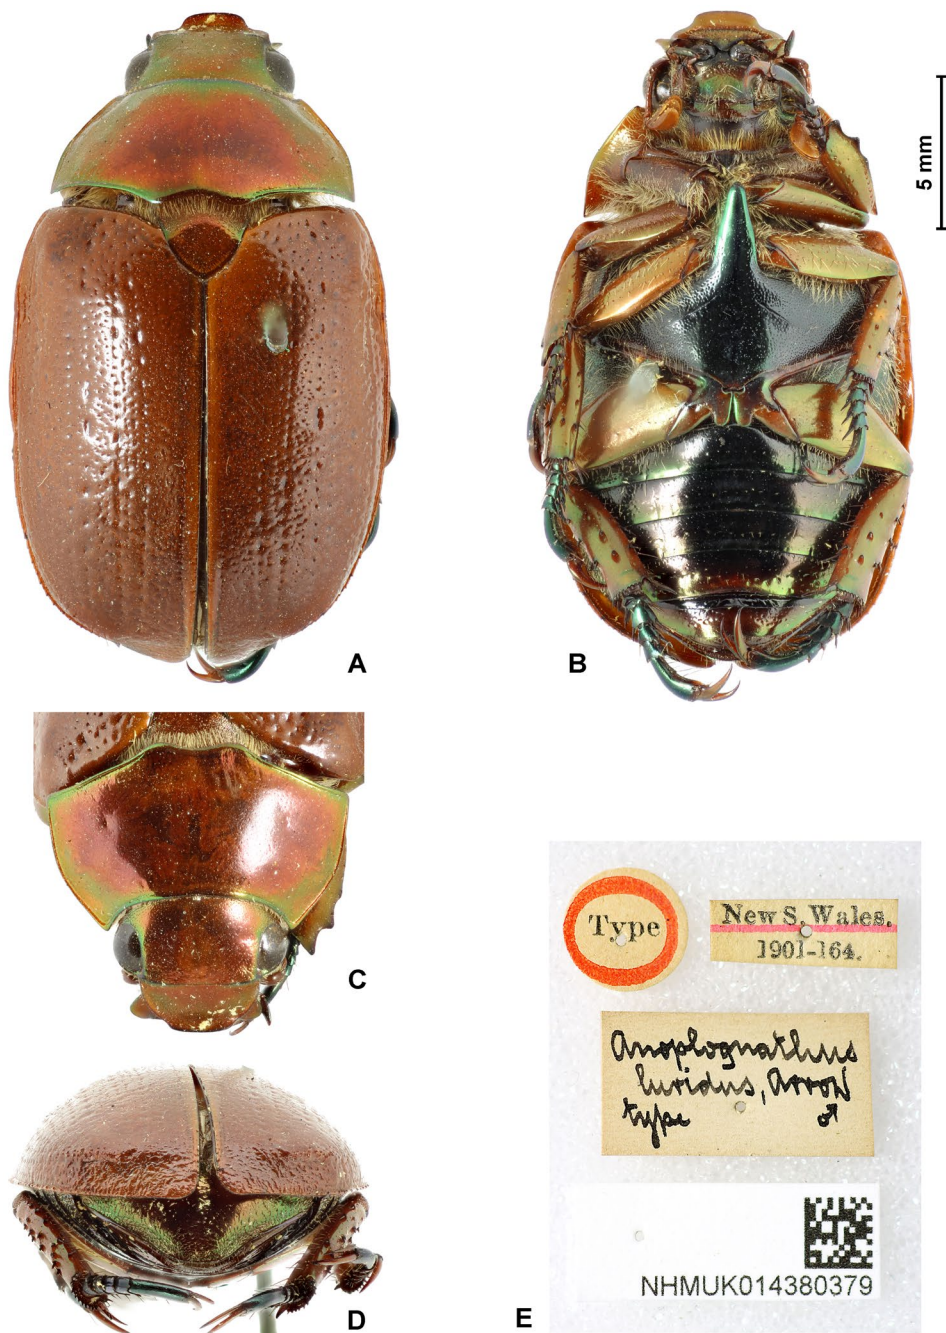 A
B
5 mm
C
D
E
Type
New S. Wales.
1901-164.
Anoplognathus
luridus, Arrow
type ♂
NHMUK014380379